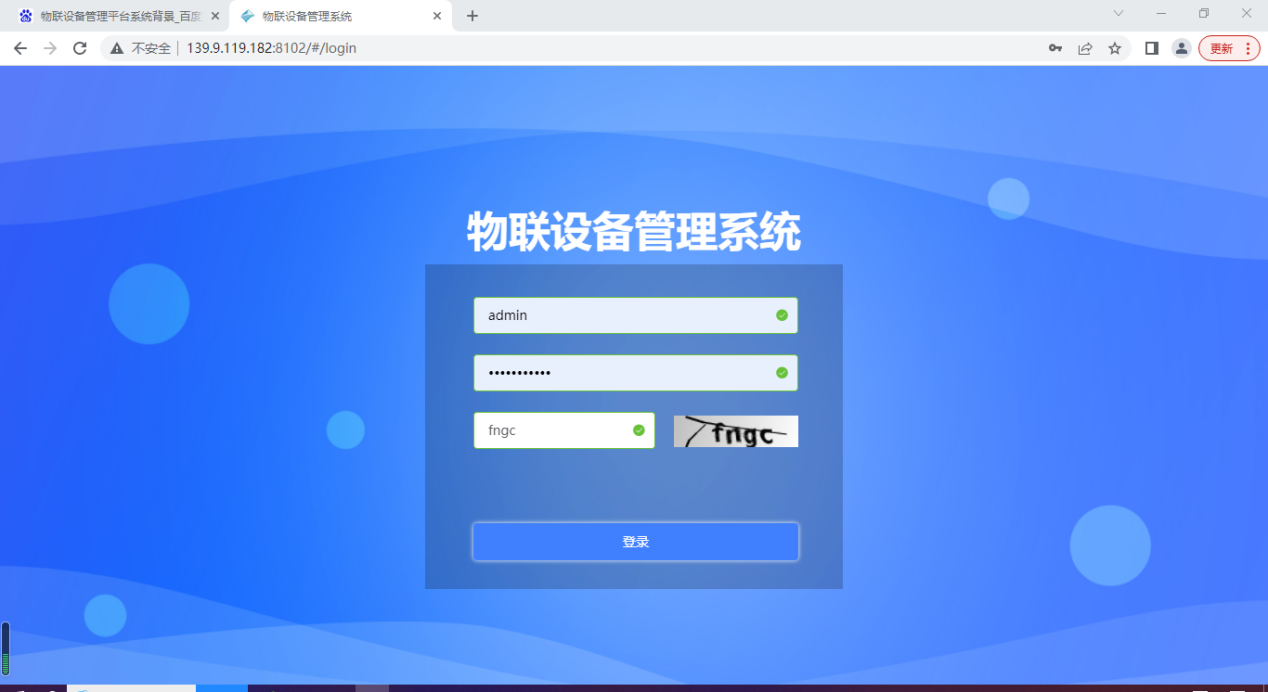 物联设备管理平台系统背景_百度
物联设备管理系统
不安全
139.9.119.182:8102/#/login
更新
物联设备管理系统
admin
•••••••••••
fngc
fngc
登录